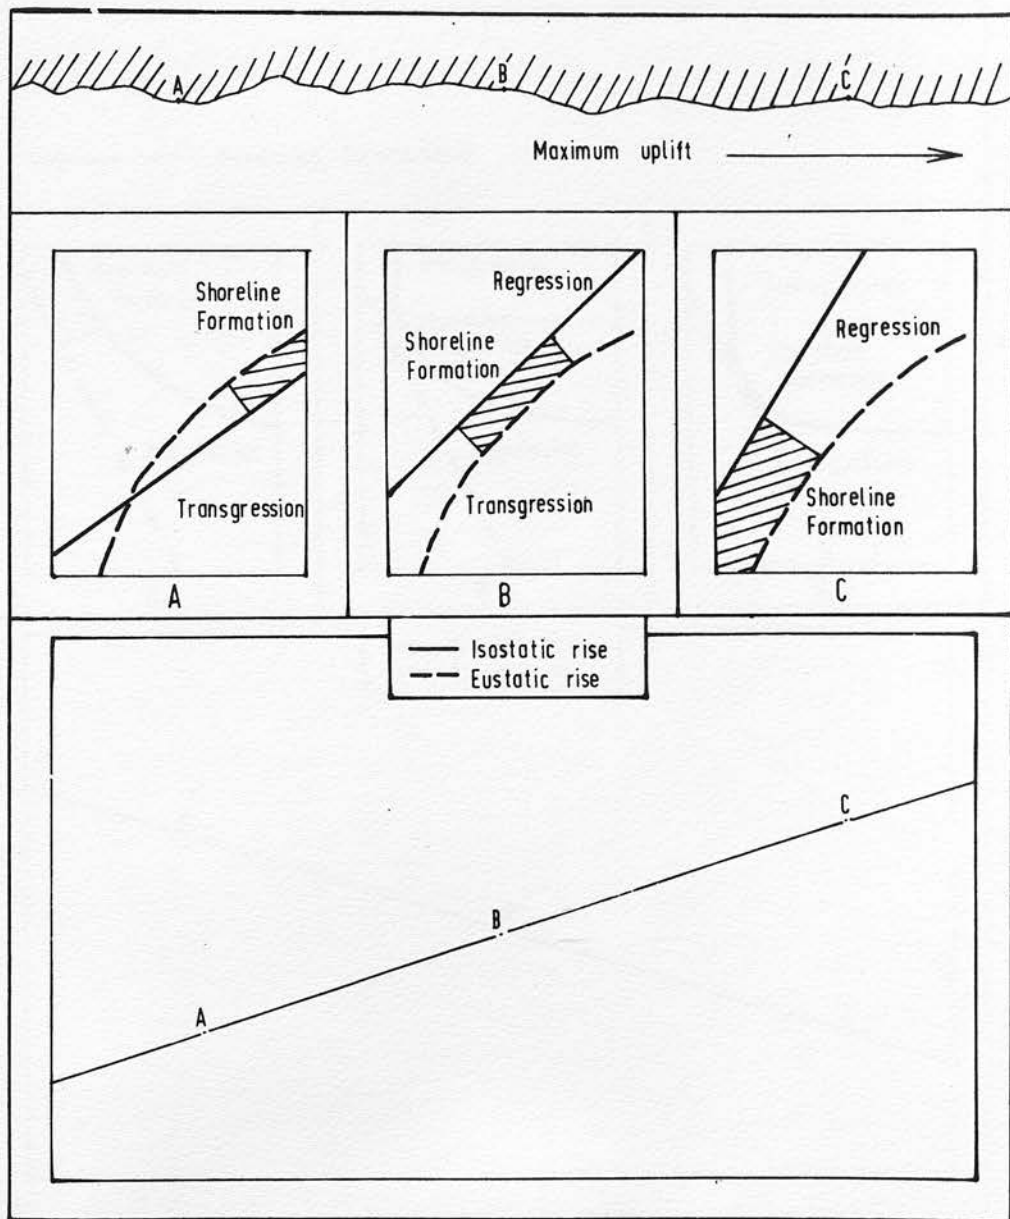 A
B
C
Maximum uplift
Shoreline
Formation
Transgression
A
Regression
Shoreline
Formation
Transgression
B
Regression
Shoreline
Formation
C
Isostatic rise
Eustatic rise
C
B
A